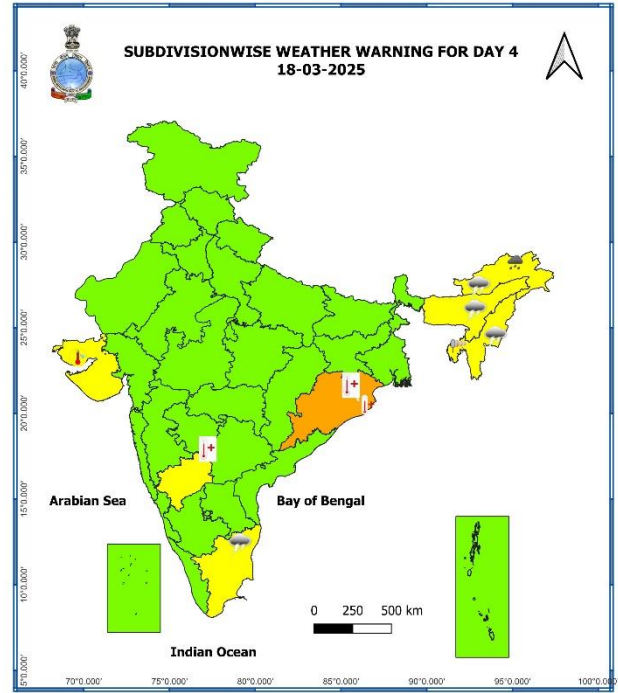 SUBDIVISIONWISE WEATHER WARNING FOR DAY 4
18-03-2025
40°0.000'
35°0.000'
30°0.000'
25°0.000'
20°0.000'
15°0.000'
10°0.000'
5°0.000'
Arabian Sea
Bay of Bengal
0 250 500 km
Indian Ocean
70°0.000' 75°0.000' 80°0.000' 85°0.000' 90°0.000' 95°0.000' 100°0.000'